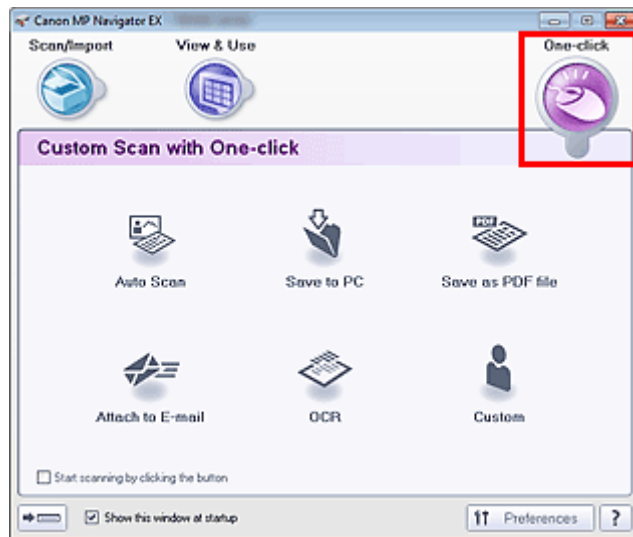 Canon MP Navigator EX
Scan/Import View & Use One-click
Custom Scan with One-click
Auto Scan Save to PC PDF Save as PDF file
Attach to E-mail OCR Custom
Start scanning by clicking the button
Show this window at startup Preferences ?